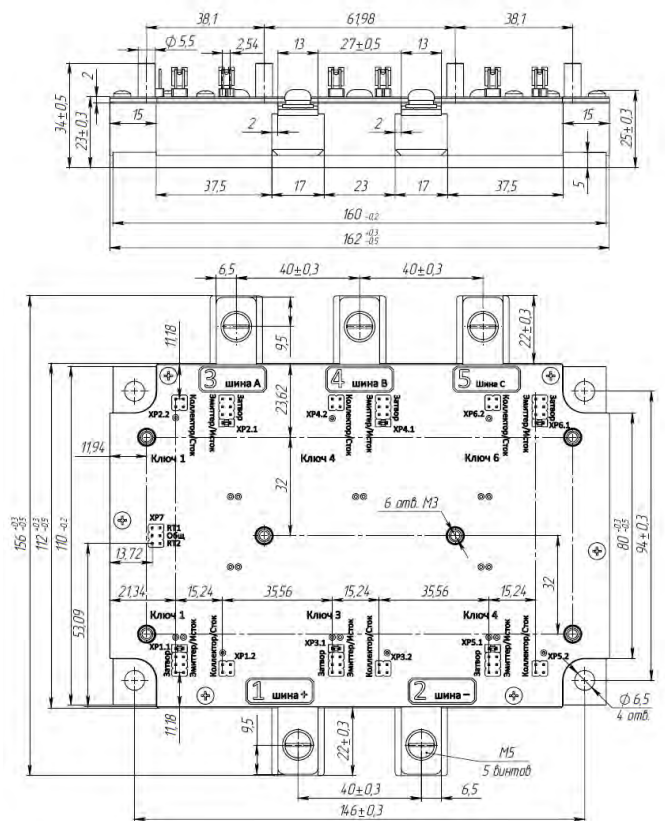 38,1
61,98
38,1
Ф 5,5
2,54
13
27±0,5
13
2
34±0,5
23±0,3
15
2
2
15
25±0,3
5
37,5
17
23
17
37,5
160 -0,2
162 +0,3 -0,5
6,5
40±0,3
40±0,3
11,18
9,5
22±0,3
3 шина А
4 шина В
5 шина С
XP2.2
Коллектор/Сток
Эмиттер/Исток
Затвор
XP2.1
XP4.2
Коллектор/Сток
Эмиттер/Исток
Затвор
XP4.1
XP6.2
Коллектор/Сток
Эмиттер/Исток
Затвор
XP6.1
23,62
11,94
Ключ 1
Ключ 4
Ключ 6
32
6 отв. М3
156 +0,3 -0,5
112 +0,3 -0,5
110 -0,2
80 -0,2 -0,5
94±0,3
XP7
RT1
Общ
RT2
13,72
53,09
21,34
15,24
35,56
15,24
35,56
15,24
32
Ключ 1
Ключ 3
Ключ 4
XP1.1
Затвор
Эмиттер/Исток
Коллектор/Сток
XP1.2
XP3.1
Затвор
Эмиттер/Исток
Коллектор/Сток
XP3.2
XP5.1
Затвор
Эмиттер/Исток
Коллектор/Сток
XP5.2
1 шина +
2 шина −
Ф 6,5
4 отв.
11,18
9,5
22±0,3
М5
5 винтов
40±0,3
6,5
146±0,3